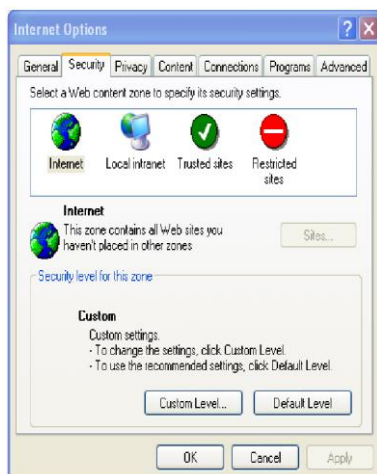 Internet Options
General Security Privacy Content Connections Programs Advanced
Select a Web content zone to specify its security settings.
Internet Local intranet Trusted sites Restricted sites
Internet
This zone contains all Web sites you
haven't placed in other zones
Sites...
Security level for this zone
Custom
Custom settings.
- To change the settings, click Custom Level.
- To use the recommended settings, click Default Level.
Custom Level... Default Level
OK Cancel Apply